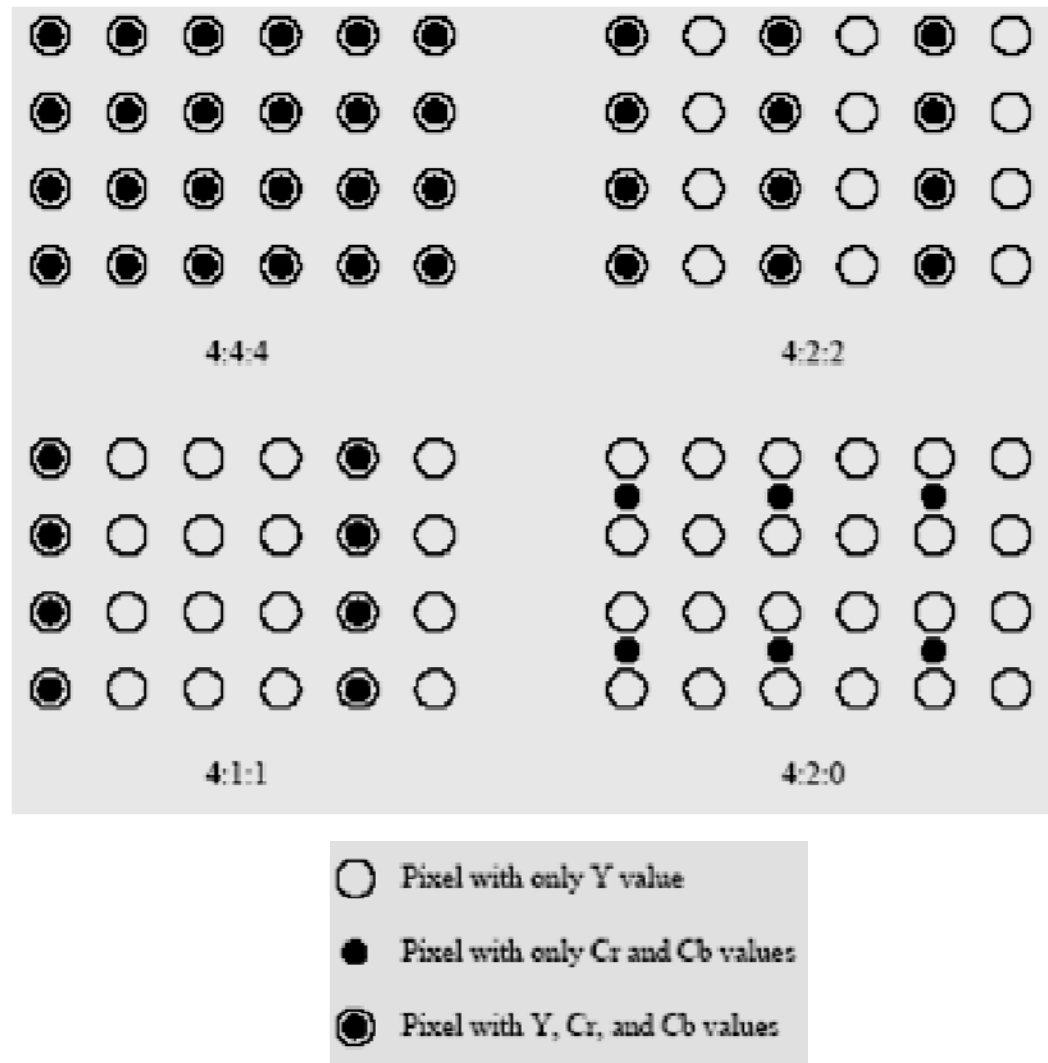 4:4:4
4:2:2
4:1:1
4:2:0
Pixel with only Y value
Pixel with only Cr and Cb values
Pixel with Y, Cr, and Cb values